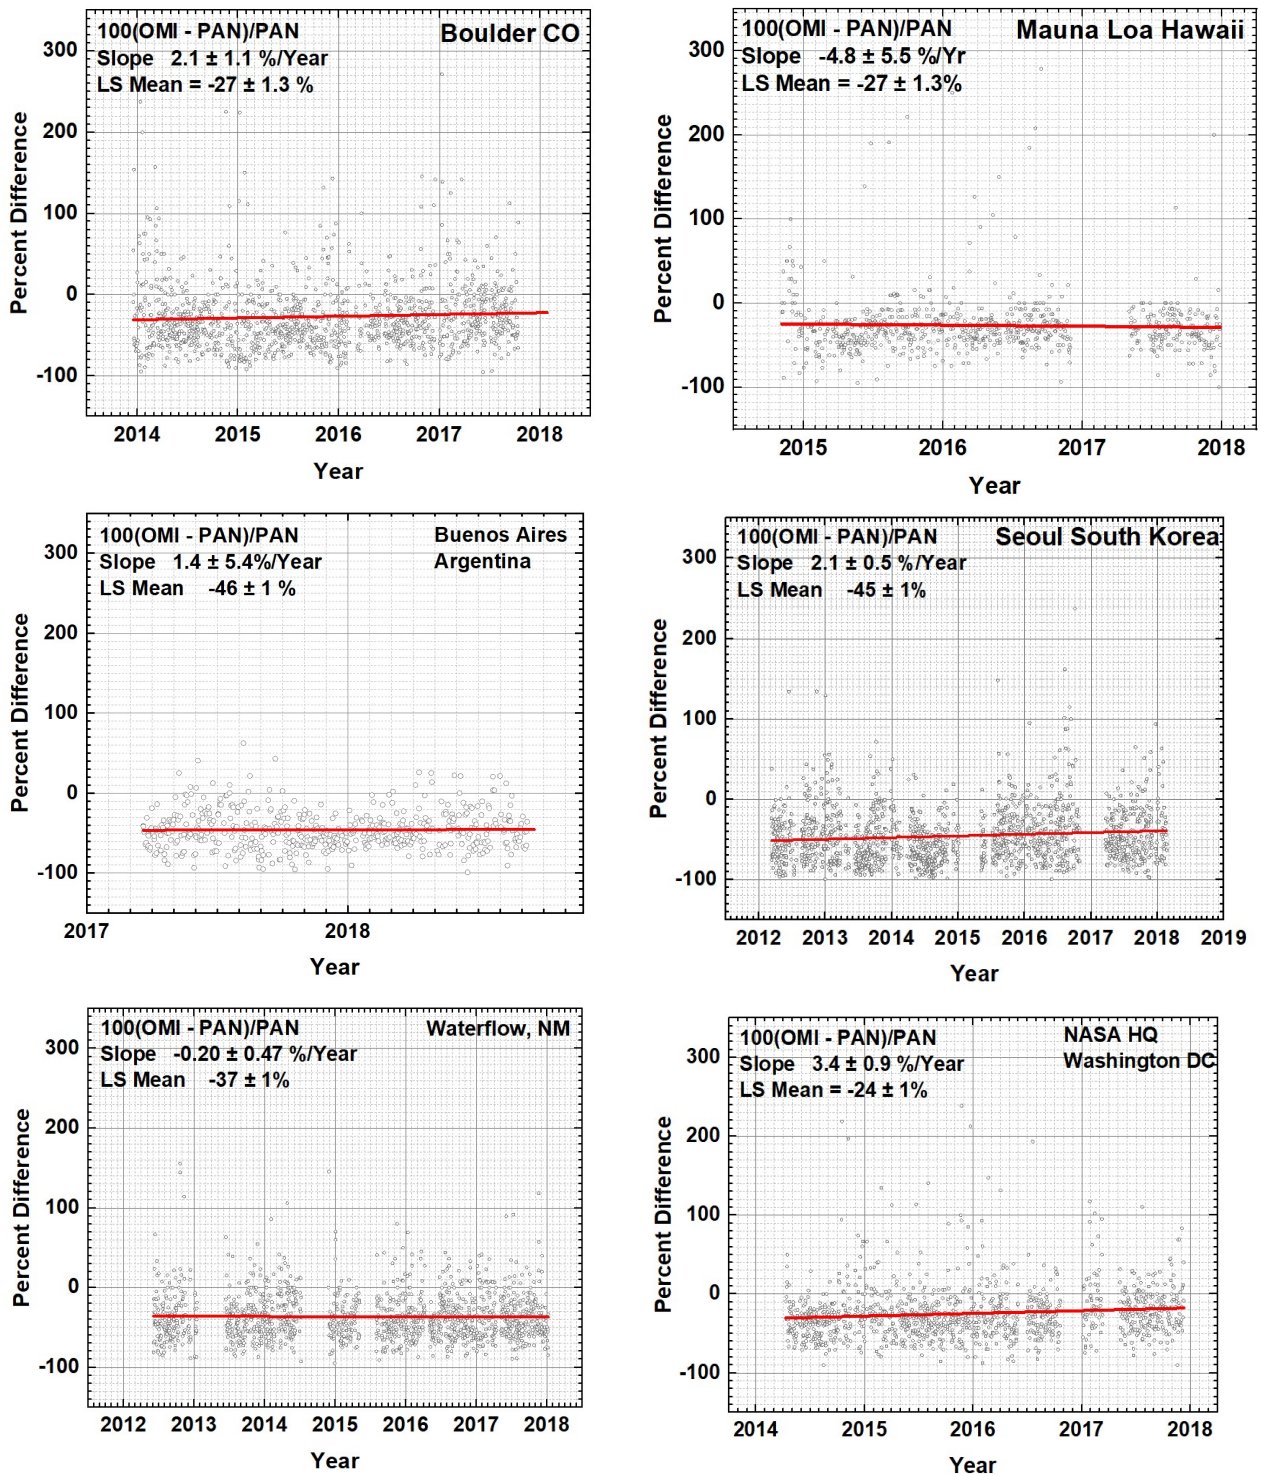 100(OMI - PAN)/PAN
Boulder CO
Slope 2.1 ± 1.1 %/Year
LS Mean = -27 ± 1.3 %
300
200
100
0
-100
Percent Difference
2014 2015 2016 2017 2018
Year
100(OMI - PAN)/PAN
Mauna Loa Hawaii
Slope -4.8 ± 5.5 %/Yr
LS Mean = -27 ± 1.3%
300
200
100
0
-100
Percent Difference
2015 2016 2017 2018
Year
100(OMI - PAN)/PAN
Buenos Aires
Slope 1.4 ± 5.4%/Year
Argentina
LS Mean -46 ± 1 %
300
200
100
0
-100
Percent Difference
2017 2018
Year
100(OMI - PAN)/PAN
Seoul South Korea
Slope 2.1 ± 0.5 %/Year
LS Mean -45 ± 1%
300
200
100
0
-100
Percent Difference
2012 2013 2014 2015 2016 2017 2018 2019
Year
100(OMI - PAN)/PAN
Waterflow, NM
Slope -0.20 ± 0.47 %/Year
LS Mean -37 ± 1%
300
200
100
0
-100
Percent Difference
2012 2013 2014 2015 2016 2017 2018
Year
100(OMI - PAN)/PAN
NASA HQ
Slope 3.4 ± 0.9 %/Year
Washington DC
LS Mean = -24 ± 1%
300
200
100
0
-100
Percent Difference
2014 2015 2016 2017 2018
Year